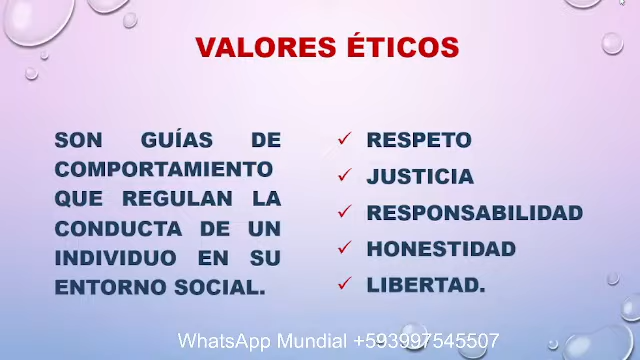 VALORES ÉTICOS
SON GUÍAS DE
COMPORTAMIENTO
QUE REGULAN LA
CONDUCTA DE UN
INDIVIDUO EN SU
ENTORNO SOCIAL.
✓ RESPETO
✓ JUSTICIA
✓ RESPONSABILIDAD
✓ HONESTIDAD
✓ LIBERTAD.
WhatsApp Mundial +593997545507